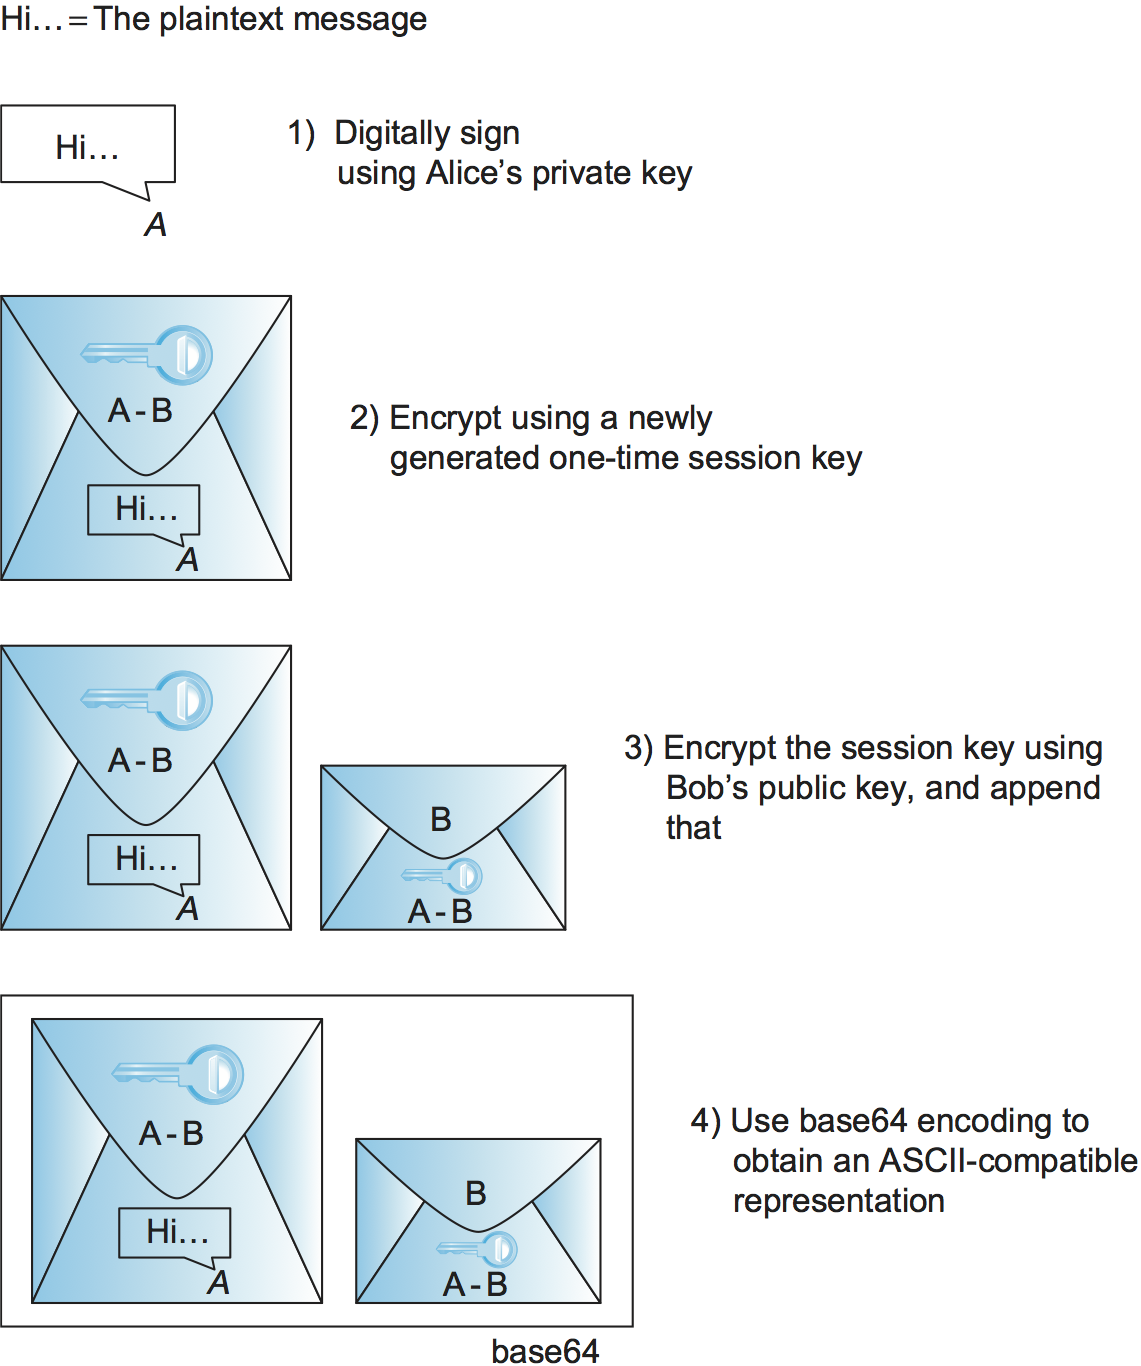 Hi… = The plaintext message
Hi…
A
1) Digitally sign
using Alice’s private key
A - B
Hi…
A
2) Encrypt using a newly
generated one-time session key
A - B
Hi…
A
B
A - B
3) Encrypt the session key using
Bob’s public key, and append
that
A - B
Hi…
A
B
A - B
base64
4) Use base64 encoding to
obtain an ASCII-compatible
representation